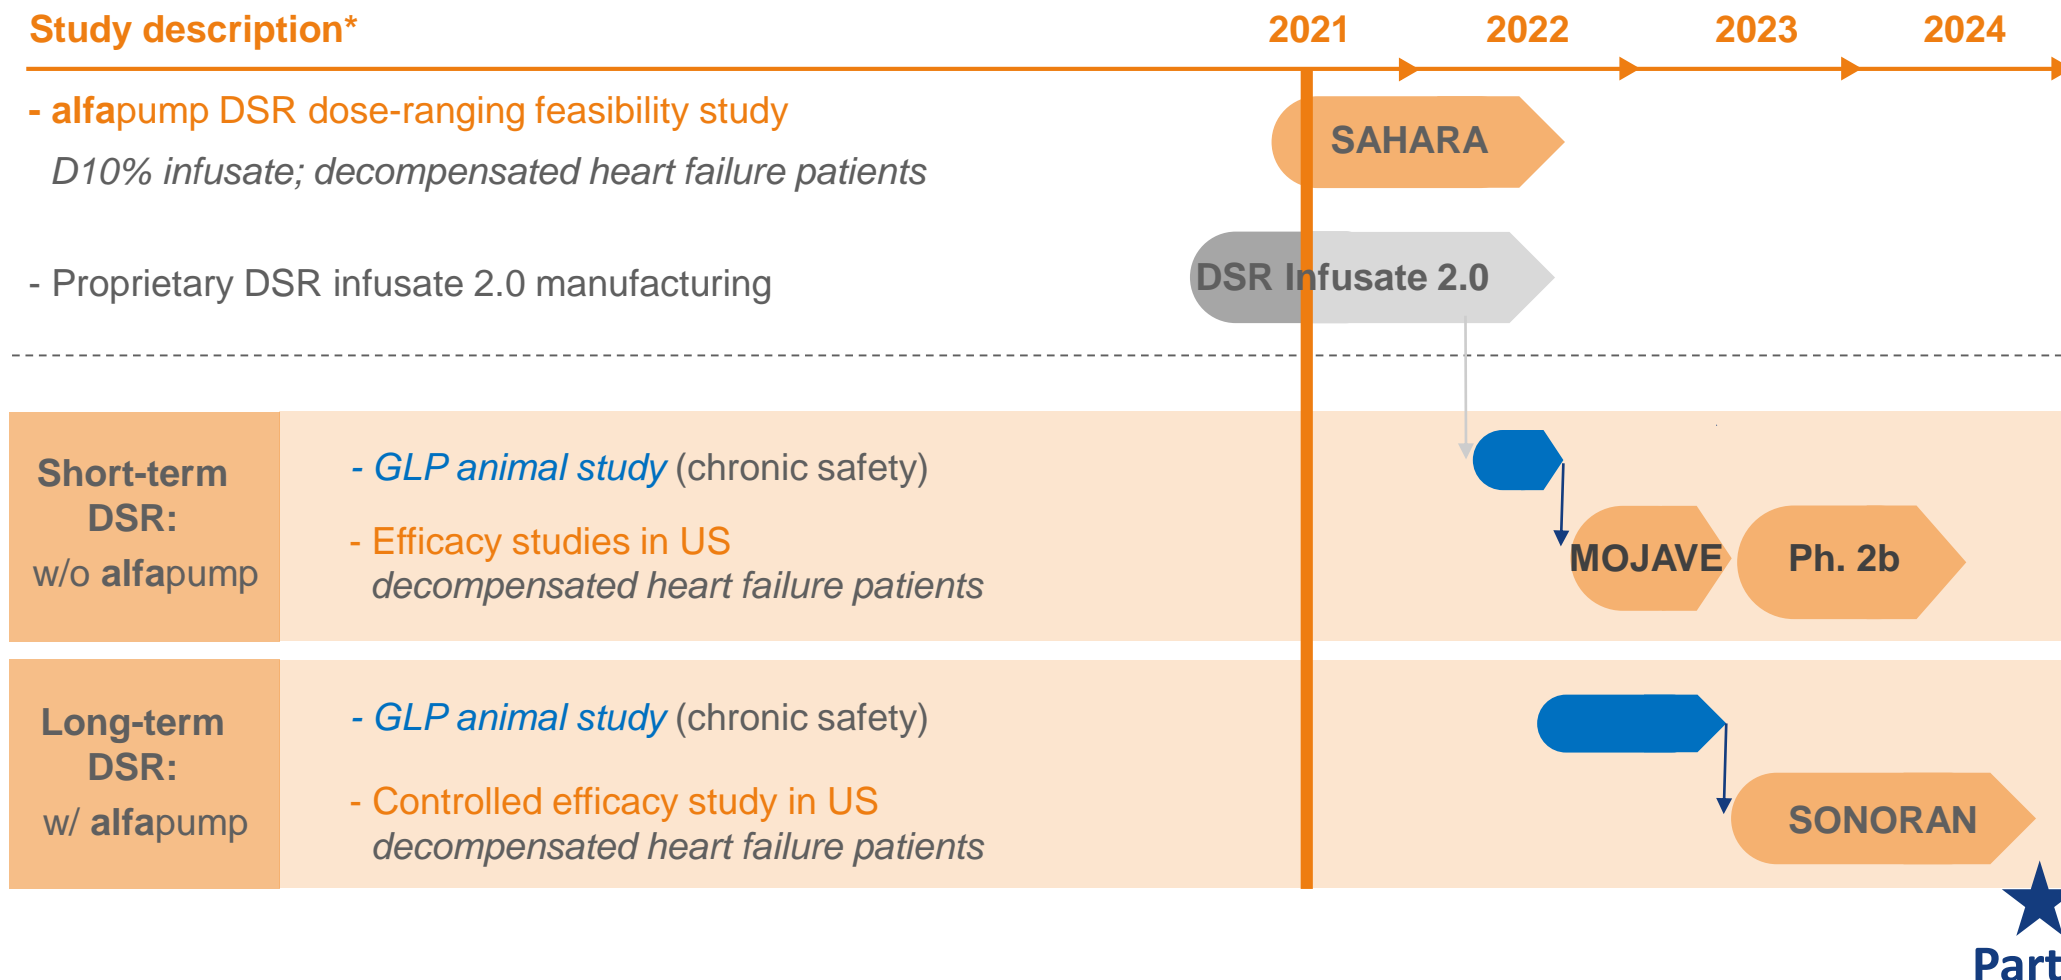 Study description* 2021 2022 2023 2024
- alfapump DSR dose-ranging feasibility study
D10% infusate; decompensated heart failure patients
SAHARA
- Proprietary DSR infusate 2.0 manufacturing
DSR Infusate 2.0
Short-term
DSR:
w/o alfapump
- GLP animal study (chronic safety)
- Efficacy studies in US
decompensated heart failure patients
MOJAVE
Ph. 2b
Long-term
DSR:
w/ alfapump
- GLP animal study (chronic safety)
- Controlled efficacy study in US
decompensated heart failure patients
SONORAN
Part